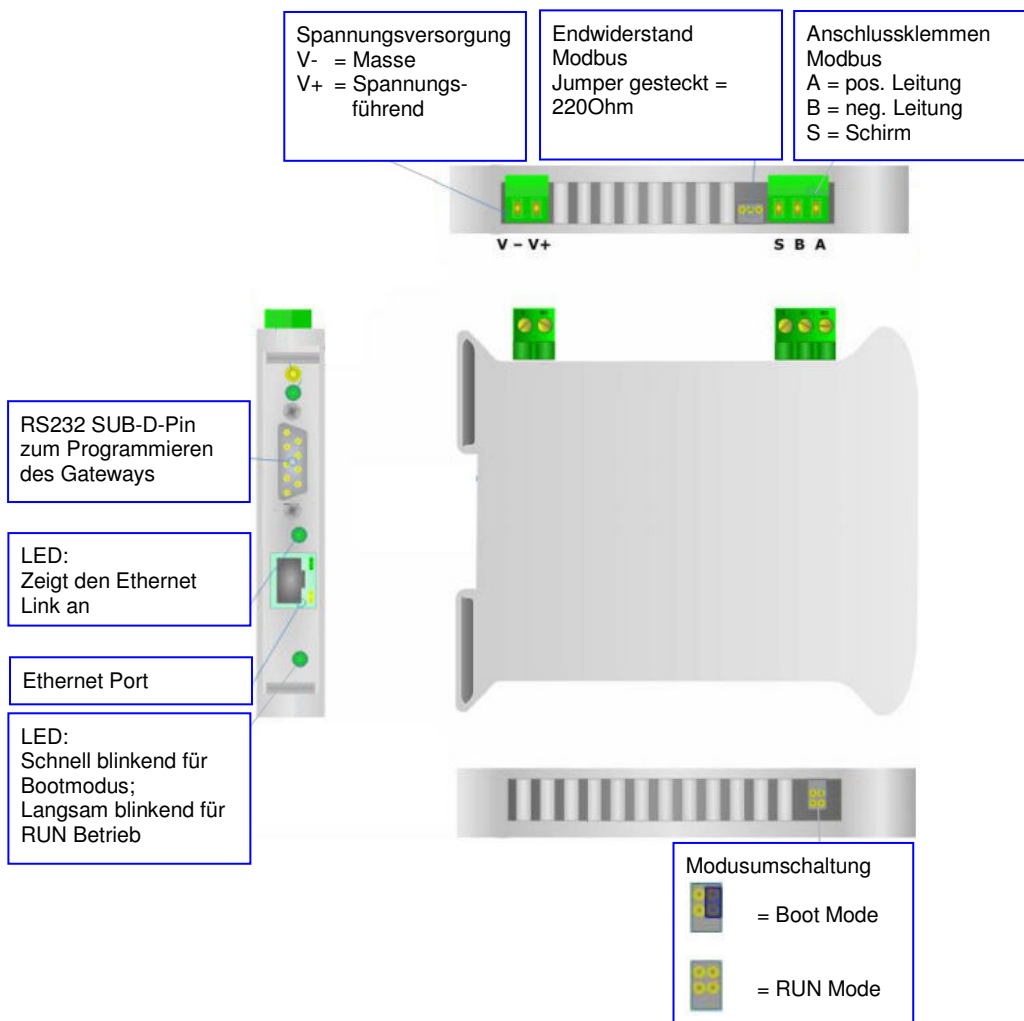 Spannungsversorgung
V- = Masse
V+ = Spannungs-
führend
Endwiderstand
Modbus
Jumper gesteckt =
220Ohm
Anschlussklemmen
Modbus
A = pos. Leitung
B = neg. Leitung
S = Schirm
V – V+
S B A
RS232 SUB-D-Pin
zum Programmieren
des Gateways
LED:
Zeigt den Ethernet
Link an
Ethernet Port
LED:
Schnell blinkend für
Bootmodus;
Langsam blinkend für
RUN Betrieb
Modusumschaltung
= Boot Mode
= RUN Mode